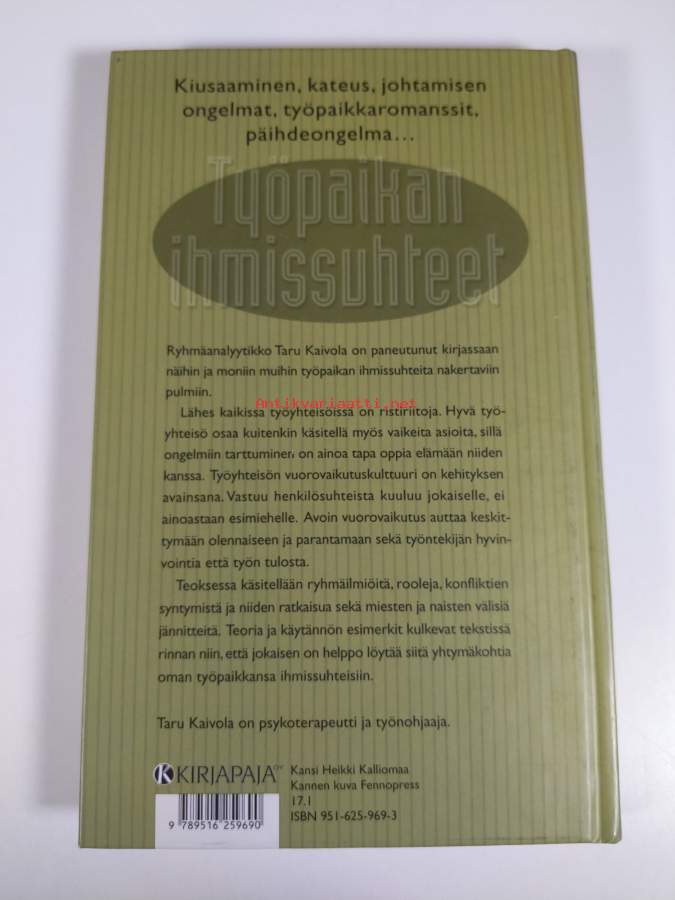 Kiusaaminen, kateus, johtamisen
ongelmat, työpaikkaromanssit,
päihdeongelma...
Työpaikan
ihmissuhteet
Ryhmäanalyytikko Taru Kaivola on paneutunut kirjassaan
näihin ja moniin muihin työpaikan ihmissuhteita nakertaviin
pulmiin.
Antikvariaatti.net
Lähes kaikissa työyhteisöissä on ristiriitoja. Hyvä työ-
yhteisö osaa kuitenkin käsitellä myös vaikeita asioita, sillä
ongelmiin tarttuminen on ainoa tapa oppia elämään niiden
kanssa. Työyhteisön vuorovaikutuskulttuuri on kehityksen
avainsana. Vastuu henkilösuhteista kuuluu jokaiselle, ei
ainoastaan esimiehelle. Avoin vuorovaikutus auttaa keskit-
tymään olennaiseen ja parantamaan sekä työntekijän hyvin-
vointia että työn tulosta.
Teoksessa käsitellään ryhmäilmiöitä, rooleja, konfliktien
syntymistä ja niiden ratkaisua sekä miesten ja naisten välisiä
jännitteitä. Teoria ja käytännön esimerkit kulkevat tekstissä
rinnan niin, että jokaisen on helppo löytää siitä yhtymäkohtia
oman työpaikkansa ihmissuhteisiin.
Taru Kaivola on psykoterapeutti ja työnohjaaja.
KIRJAPAJA OY
Kansi Heikki Kalliomaa
Kannen kuva Fennopress
17.1
ISBN 951-625-969-3
9 789516 259690